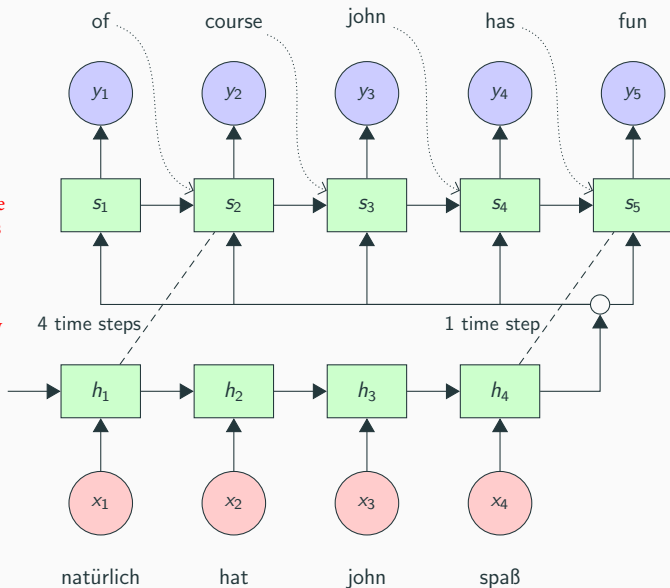 of course john has fun
y1 y2 y3 y4 y5
s1 s2 s3 s4 s5
4 time steps 1 time step
h1 h2 h3 h4
x1 x2 x3 x4
natürlich hat john spaß